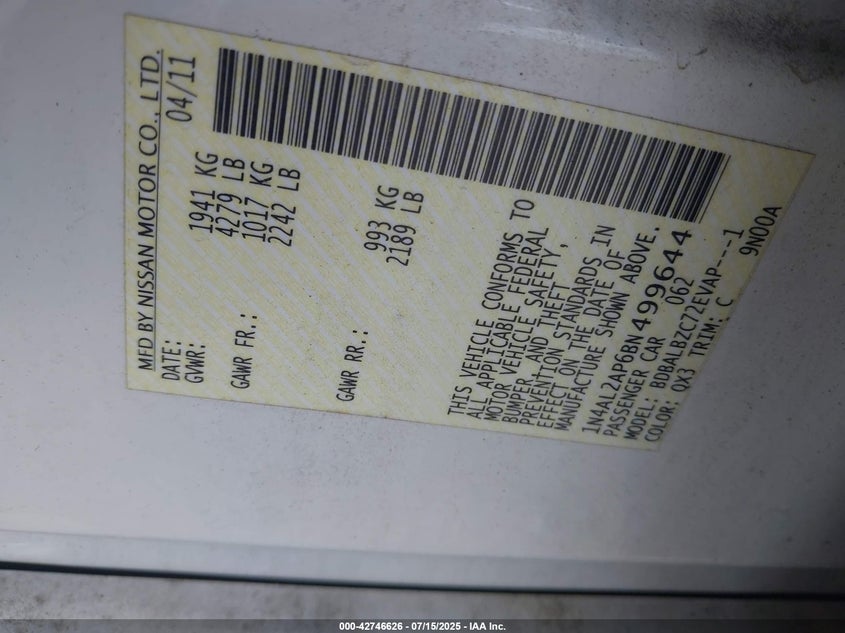 MFD BY NISSAN MOTOR CO., LTD.
DATE: 04/11
GVWR: 1941 KG
4279 LB
GAWR FR.: 1017 KG
2242 LB
GAWR RR.: 993 KG
2189 LB
THIS VEHICLE CONFORMS TO
ALL APPLICABLE FEDERAL
MOTOR VEHICLE SAFETY,
BUMPER, AND THEFT
PREVENTION STANDARDS IN
EFFECT ON THE DATE OF
MANUFACTURE SHOWN ABOVE.
1N4AL2AP6BN499644
PASSENGER CAR 062
MODEL: BDBALBZC72EVAP---1
COLOR: QX3 TRIM: C 9N00A
000-42746626 - 07/15/2025 - IAA Inc.